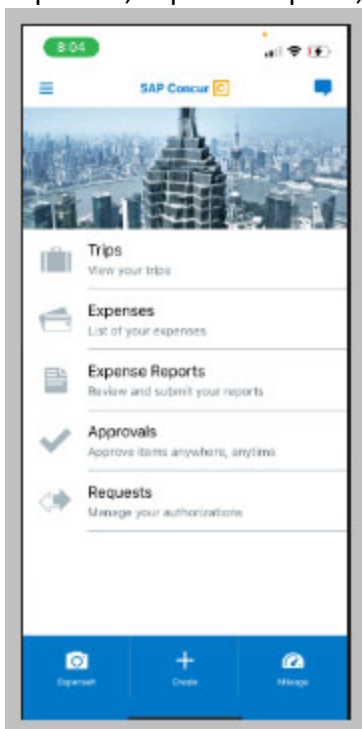 8:04
SAP Concur C
Trips
View your trips
Expenses
List of your expenses
Expense Reports
Review and submit your reports
Approvals
Approve items anywhere, anytime
Requests
Manage your authorizations
ExpenseIt
Create
Mileage